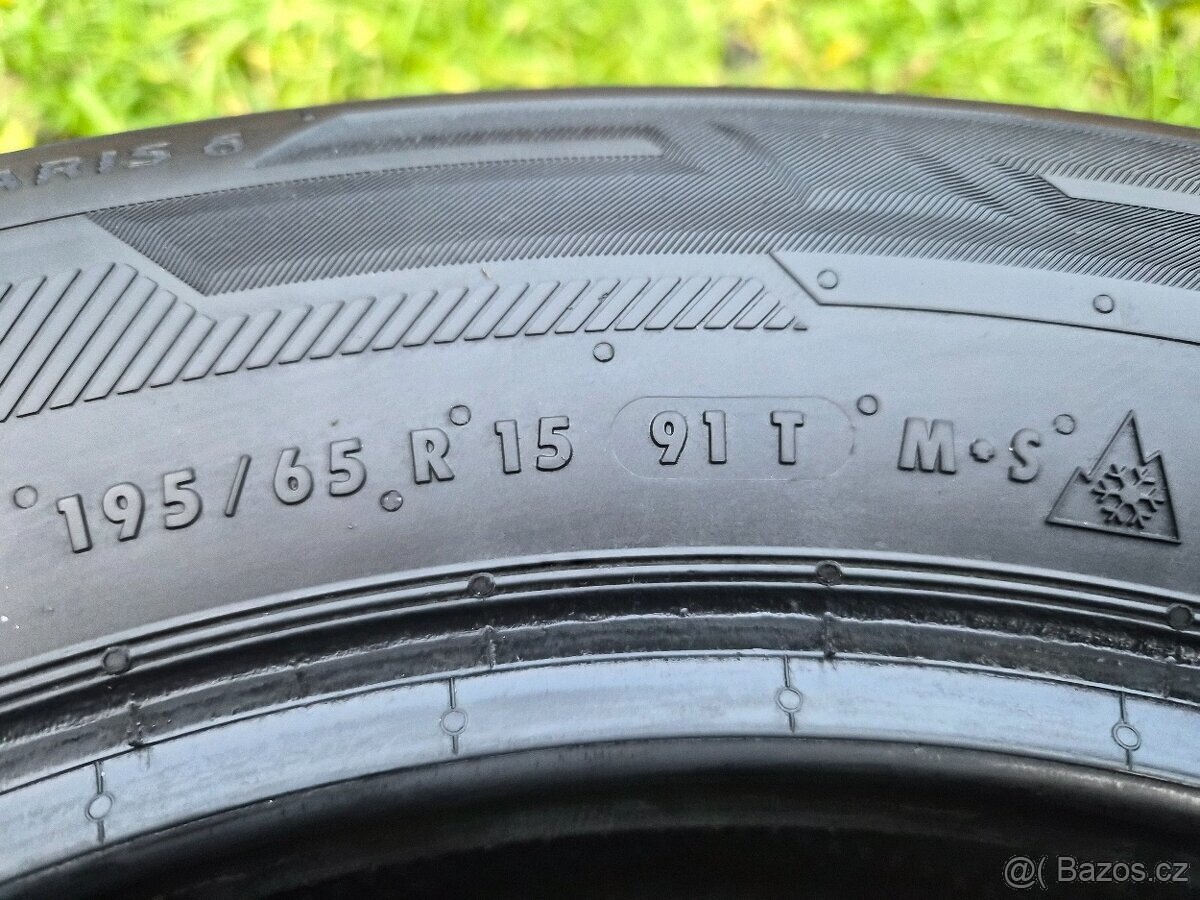 ARIS 6
195/65 R 15 91 T M+S
@( Bazos.cz